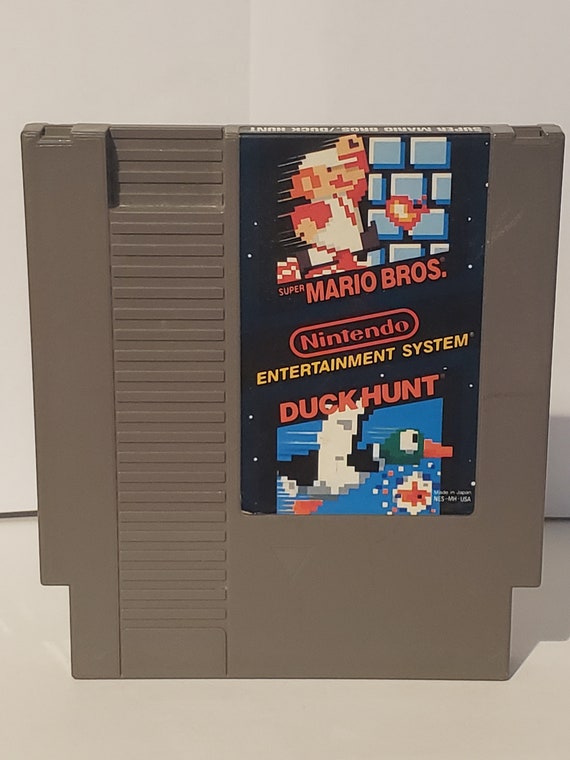 SUPER MARIO BROS./DUCK HUNT
SUPER MARIO BROS.®
Nintendo®
ENTERTAINMENT SYSTEM®
DUCK HUNT®
Made in Japan
NES-MH-USA